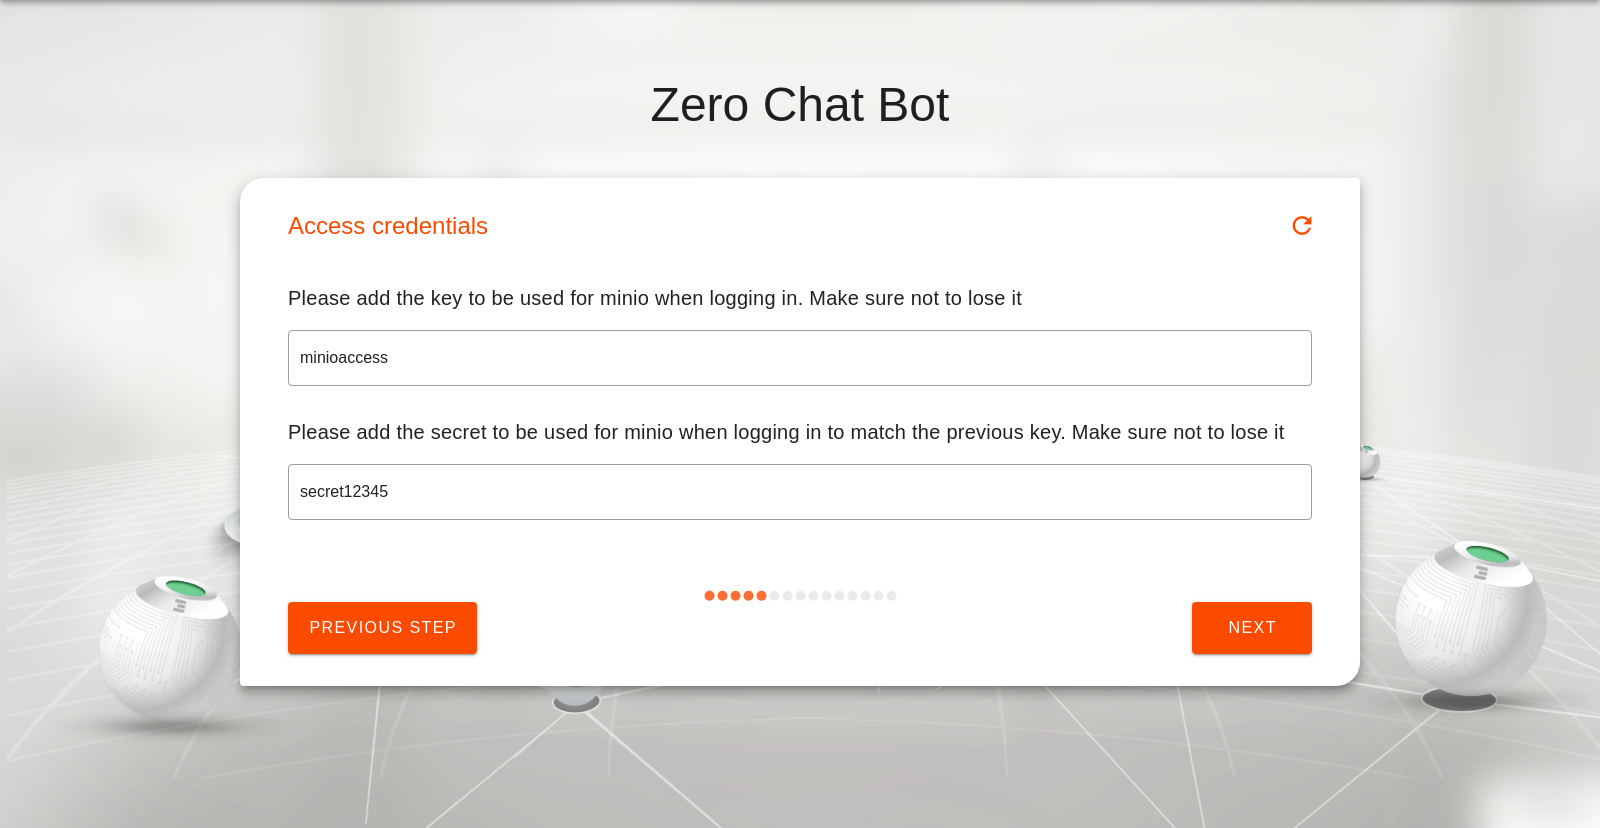 Zero Chat Bot
Access credentials
Please add the key to be used for minio when logging in. Make sure not to lose it
minioaccess
Please add the secret to be used for minio when logging in to match the previous key. Make sure not to lose it
secret12345
PREVIOUS STEP
NEXT